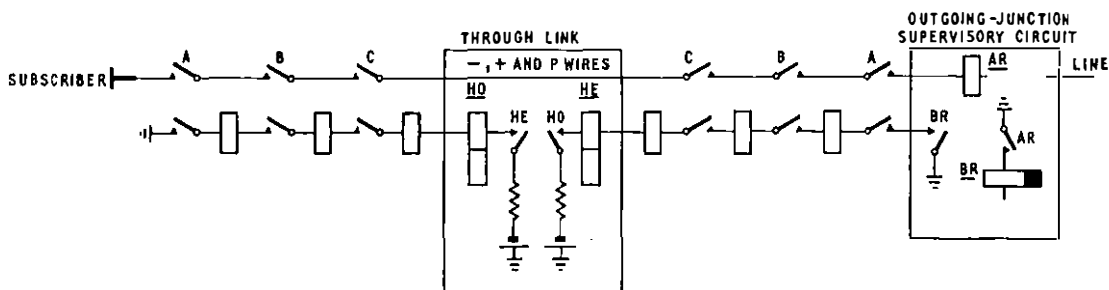 OUTGOING-JUNCTION
SUPERVISORY CIRCUIT
THROUGH LINK
A B C
-, + AND P WIRES
C B A
AR
SUBSCRIBER
LINE
HO HE
HE HO
BR
AR
BR